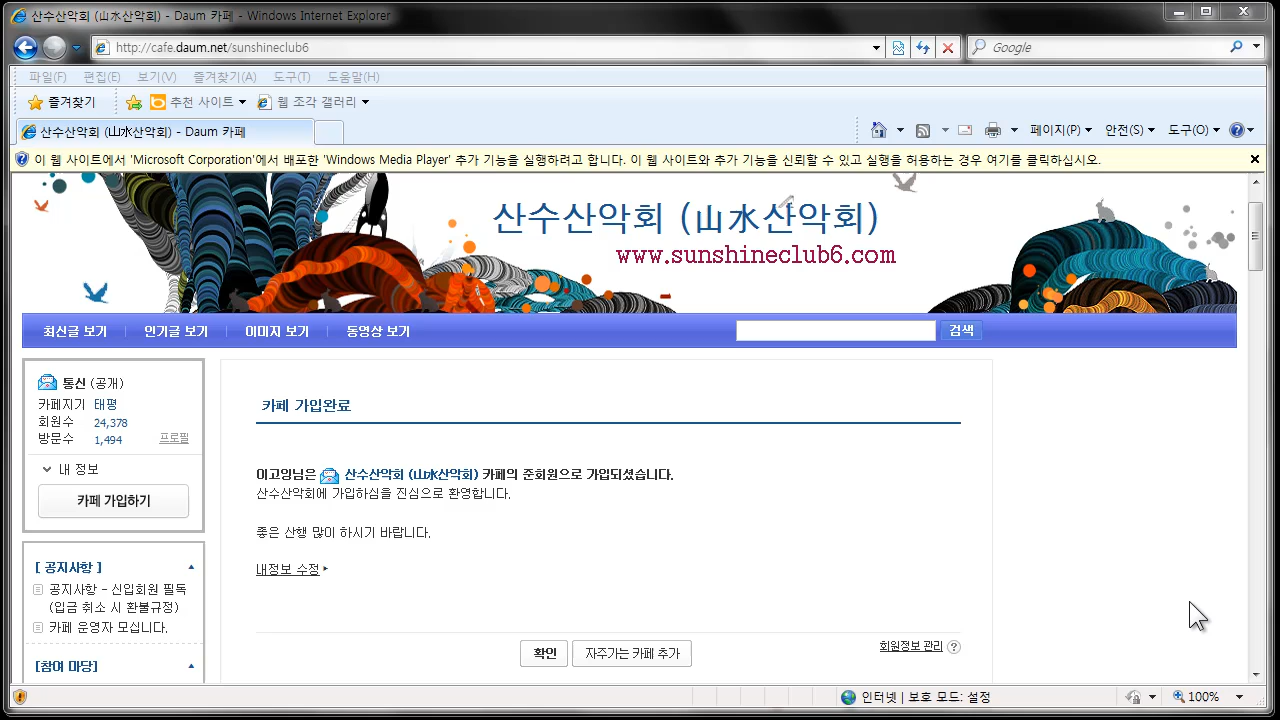 산수산악회 (山水산악회) - Daum 카페 - Windows Internet Explorer
http://cafe.daum.net/sunshineclub6
Google
파일(F) 편집(E) 보기(V) 즐겨찾기(A) 도구(T) 도움말(H)
즐겨찾기 추천 사이트 웹 조각 갤러리
산수산악회 (山水산악회) - Daum 카페
페이지(P) 안전(S) 도구(O)
이 웹 사이트에서 'Microsoft Corporation'에서 배포한 'Windows Media Player' 추가 기능을 실행하려고 합니다. 이 웹 사이트와 추가 기능을 신뢰할 수 있고 실행을 허용하는 경우 여기를 클릭하십시오.
산수산악회 (山水산악회)
www.sunshineclub6.com
최신글 보기 인기글 보기 이미지 보기 동영상 보기 검색
통신 (공개)
카페지기 태평
회원수 24,378
방문수 1,494 프로필
내 정보
카페 가입하기
[ 공지사항 ]
공지사항 - 신입회원 필독
(입금 취소 시 환불규정)
카페 운영자 모십니다.
[참여 마당]
카페 가입완료
이고잉님은 산수산악회 (山水산악회) 카페의 준회원으로 가입되셨습니다.
산수산악회에 가입하심을 진심으로 환영합니다.
좋은 산행 많이 하시기 바랍니다.
내정보 수정
회원정보 관리 ?
확인 자주가는 카페 추가
인터넷 | 보호 모드: 설정 100%